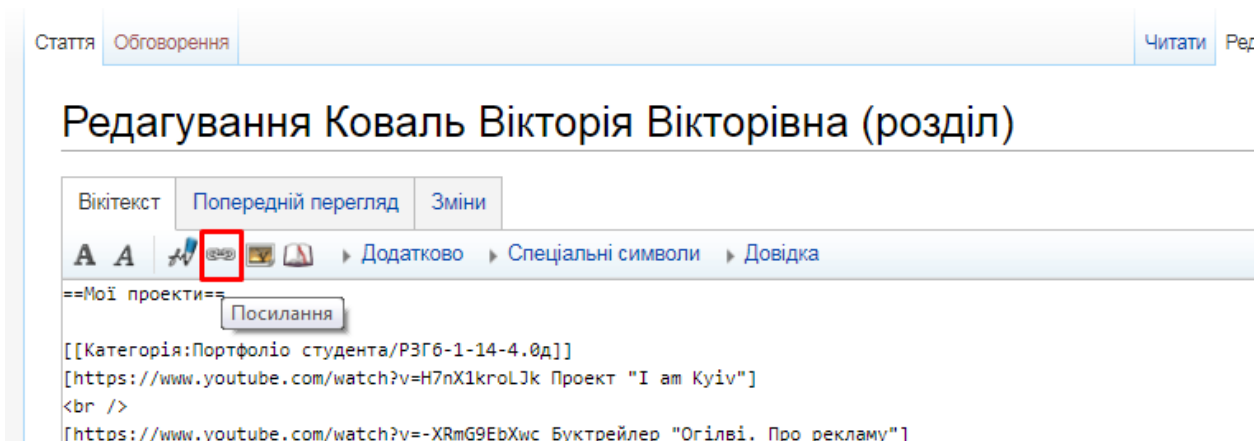 Стаття Обговорення Читати Ред
Редагування Коваль Вікторія Вікторівна (розділ)
Вікітекст Попередній перегляд Зміни
A A Додатково Спеціальні символи Довідка
==Мої проекти==
Посилання
[[Категорія:Портфоліо студента/РЗГб-1-14-4.0д]]
[https://www.youtube.com/watch?v=H7nX1kroLJk Проект "I am Kyiv"]
<br />
[https://www.youtube.com/watch?v=-XRmG9EbXwc Буктрейлер "Огілві. Про рекламу"]